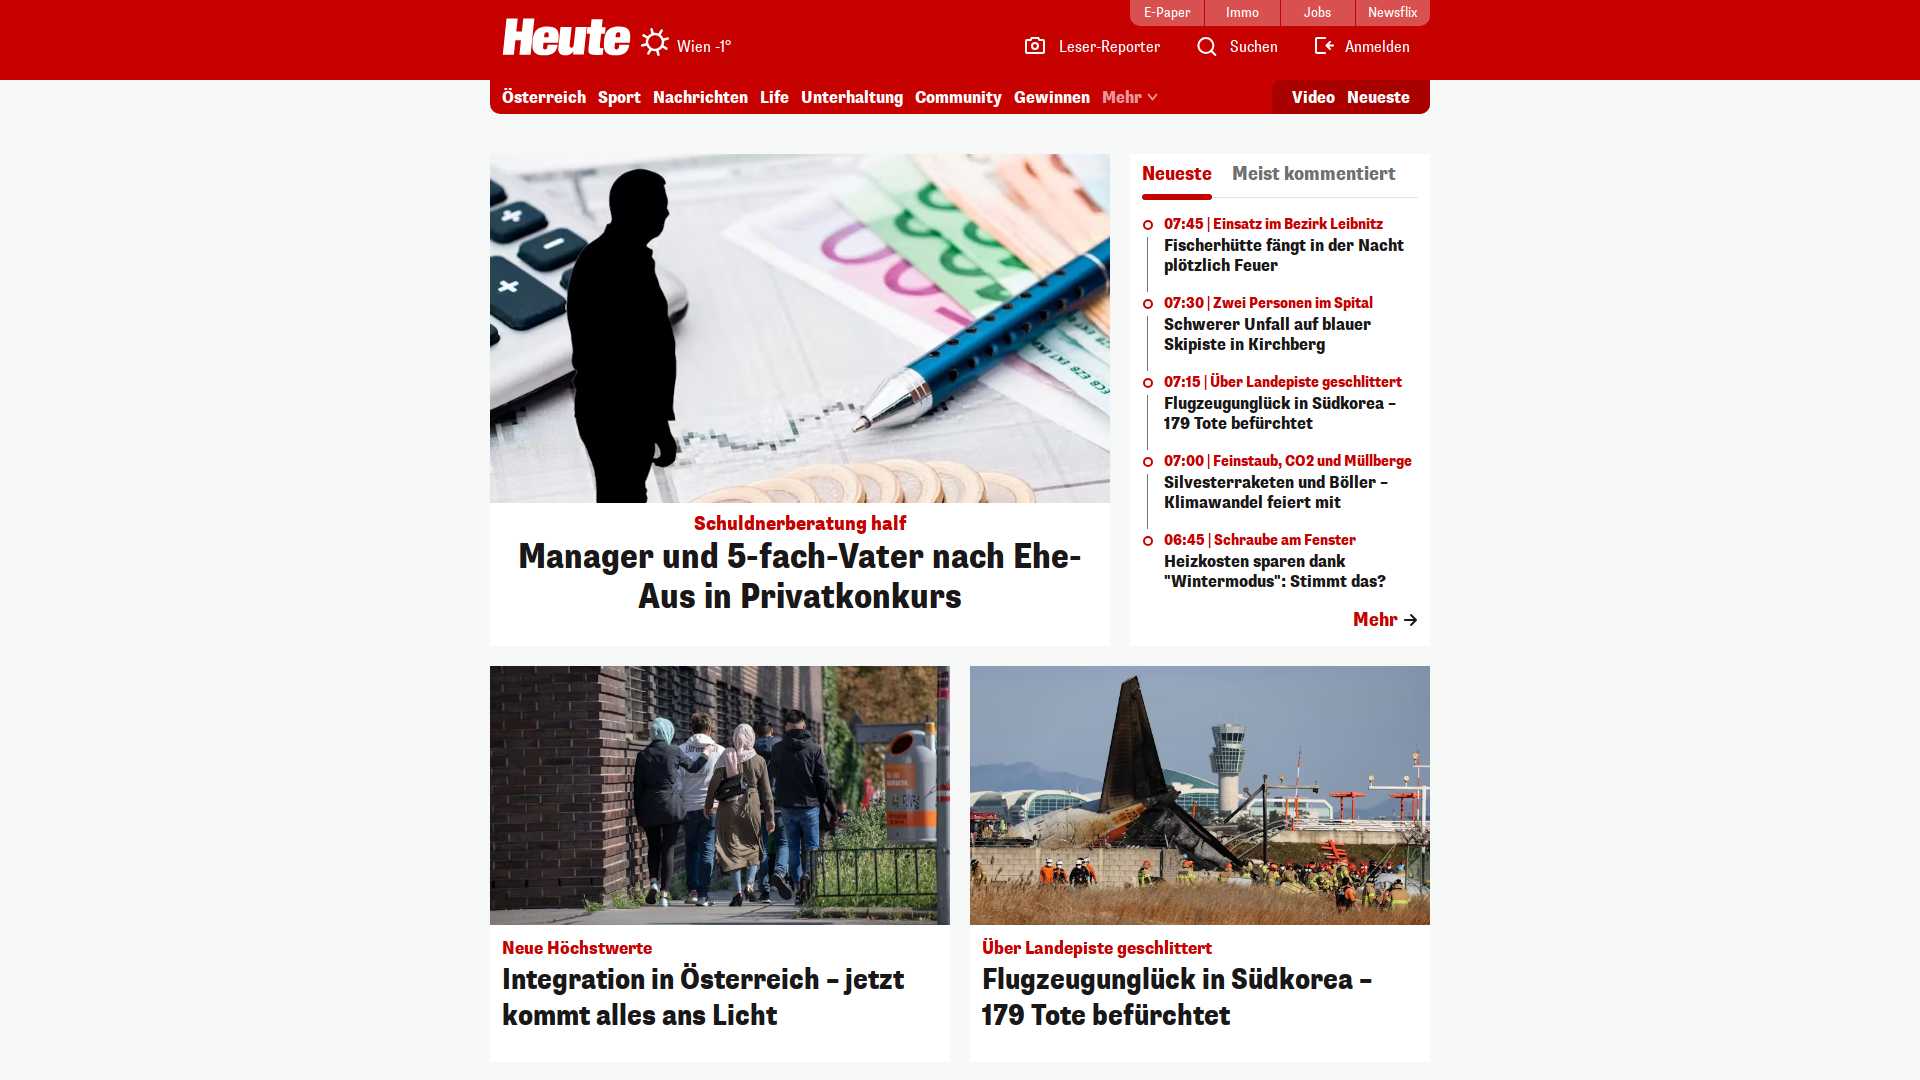 E-Paper
Immo
Jobs
Newsflix
Heute
Wien -1°
Leser-Reporter
Suchen
Anmelden
Österreich
Sport
Nachrichten
Life
Unterhaltung
Community
Gewinnen
Mehr
Video
Neueste
Neueste
Meist kommentiert
07:45 | Einsatz im Bezirk Leibnitz
Fischerhütte fängt in der Nacht
plötzlich Feuer
07:30 | Zwei Personen im Spital
Schwerer Unfall auf blauer
Skipiste in Kirchberg
07:15 | Über Landepiste geschlittert
Flugzeugunglück in Südkorea –
179 Tote befürchtet
07:00 | Feinstaub, CO2 und Müllberge
Silvesterraketen und Böller –
Klimawandel feiert mit
06:45 | Schraube am Fenster
Heizkosten sparen dank
"Wintermodus": Stimmt das?
Mehr
Schuldnerberatung half
Manager und 5-fach-Vater nach Ehe-
Aus in Privatkonkurs
Neue Höchstwerte
Integration in Österreich – jetzt
kommt alles ans Licht
Über Landepiste geschlittert
Flugzeugunglück in Südkorea –
179 Tote befürchtet